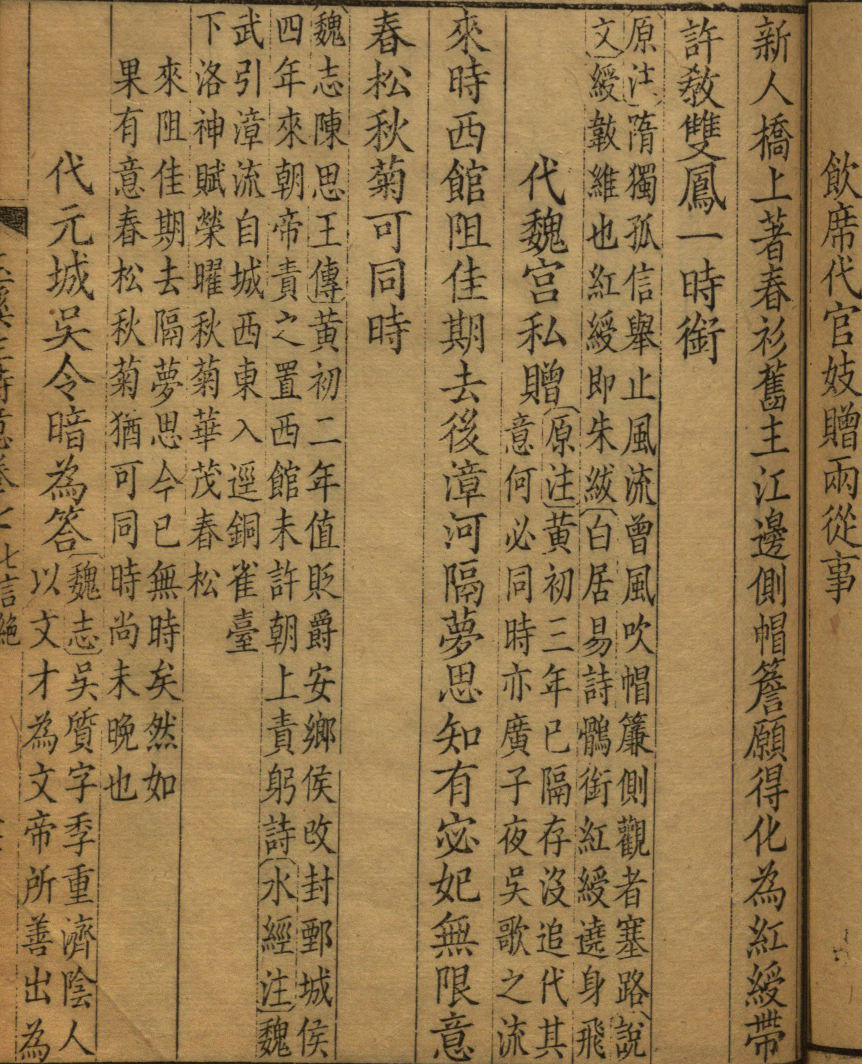 飲席代官妓贈兩從事
新人橋上著春衫舊主江邊側帽簷願得化為紅綬帶
許敎雙鳳一時銜
原注隋獨孤信舉止風流曾風吹帽簷側觀者塞路說
文綬韍維也紅綬即朱紱白居易詩鶻銜紅綬遶身飛
代魏宫私贈
原注黄初三年已隔存沒追代其
意何必同時亦廣子夜吳歌之流
來時西館阻佳期去後漳河隔夢思知有宓妃無限意
春松秋菊可同時
魏志陳思王傳黄初二年值貶爵安鄉侯改封鄄城侯
四年來朝帝責之置西館未許朝上責躬詩水經注魏
武引漳流自城西東入逕銅雀臺
下洛神賦榮曜秋菊華茂春松
來阻佳期去隔夢思今已無時矣然如
果有意春松秋菊猶可同時尚未晚也
代元城吳令暗為答
魏志吳質字季重濟陰人
以文才為文帝所善出為
七言絶